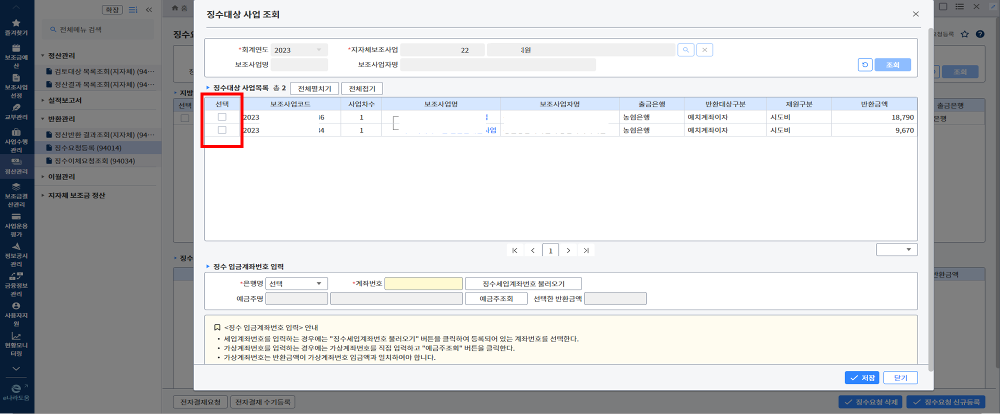 즐겨찾기
보조금예
산
보조사업
선정
교부관리
사업수행
관리
정산관리
보조금결
산관리
사업운용
평가
정보공시
관리
금융정보
관리
사용자지
원
현황모니
터링
e나라도움
확장
전체메뉴 검색
정산관리
검토대상 목록조회(지자체) (94···
정산결과 목록조회(지자체) (94···
실적보고서
반환관리
정산반환 결과조회(지자체) (94···
징수요청등록 (94014)
징수이체요청조회 (94034)
이월관리
지자체 보조금 정산
홈
지방
선택
징수
요청등록
조회
출금은행
은행
반환금액
징수대상 사업 조회
*회계연도 2023 *지자체보조사업 22 지원
보조사업명 보조사업자명 조회
징수대상 사업목록 총 2 전체펼치기 전체접기
선택 보조사업코드 사업차수 보조사업명 보조사업자명 출금은행 반환대상구분 재원구분 반환금액
2023 46 1 농협은행 예치계좌이자 시도비 18,790
2023 34 1 사업 농협은행 예치계좌이자 시도비 9,670
1
징수 입금계좌번호 입력
*은행명 선택 *계좌번호 징수세입계좌번호 불러오기
예금주명 예금주조회 선택한 반환금액
<징수 입금계좌번호 입력> 안내
• 세입계좌번호를 입력하는 경우에는 "징수세입계좌번호 불러오기" 버튼을 클릭하여 등록되어 있는 계좌번호를 선택한다.
• 가상계좌번호를 입력하는 경우에는 가상계좌번호를 직접 입력하고 "예금주조회" 버튼을 클릭한다.
• 가상계좌번호는 반환금액이 가상계좌번호 입금액과 일치하여야 합니다.
저장 닫기
전자결재요청 전자결재 수기등록 징수요청 삭제 징수요청 신규등록